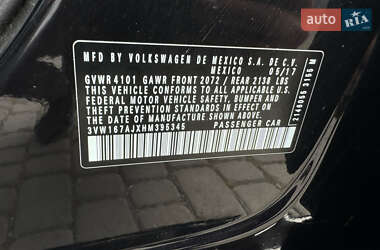 auto RIA.com
MFD BY VOLKSWAGEN DE MEXICO S.A. DE C.V.
MEXICO 05/17
GVWR 4101 GAWR FRONT 2072 / REAR 2138 LBS
THIS VEHICLE CONFORMS TO ALL APPLICABLE
FEDERAL MOTOR VEHICLE SAFETY, BUMPER AND
THEFT PREVENTION STANDARDS IN EFFECT ON
THE DATE OF MANUFACTURE SHOWN ABOVE.
3VW167AJXHM396345 PASSENGER CAR